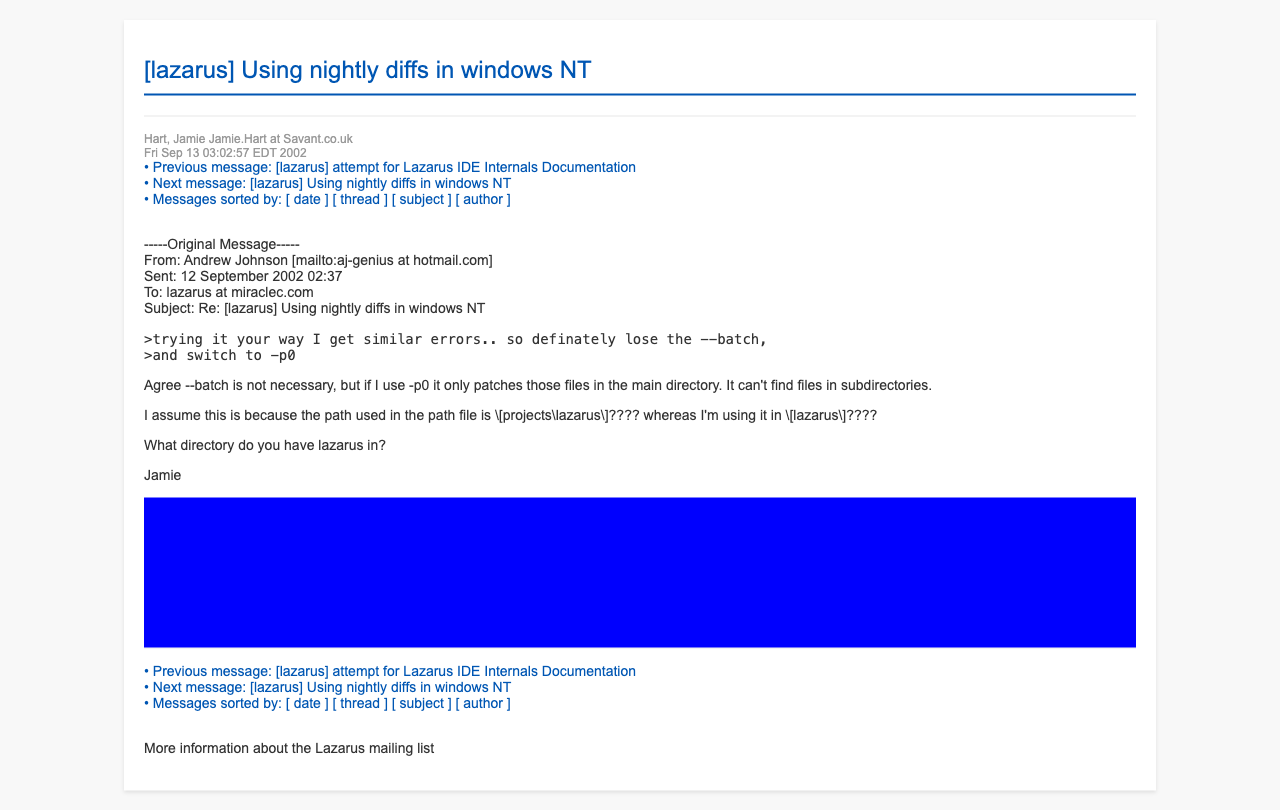 [lazarus] Using nightly diffs in windows NT
Hart, Jamie Jamie.Hart at Savant.co.uk
Fri Sep 13 03:02:57 EDT 2002
• Previous message: [lazarus] attempt for Lazarus IDE Internals Documentation
• Next message: [lazarus] Using nightly diffs in windows NT
• Messages sorted by: [ date ] [ thread ] [ subject ] [ author ]
-----Original Message-----
From: Andrew Johnson [mailto:aj-genius at hotmail.com]
Sent: 12 September 2002 02:37
To: lazarus at miraclec.com
Subject: Re: [lazarus] Using nightly diffs in windows NT
>trying it your way I get similar errors.. so definately lose the --batch,
>and switch to -p0
Agree --batch is not necessary, but if I use -p0 it only patches those files in the main directory. It can't find files in subdirectories.
I assume this is because the path used in the path file is \[projects\lazarus\]???? whereas I'm using it in \[lazarus\]????
What directory do you have lazarus in?
Jamie
• Previous message: [lazarus] attempt for Lazarus IDE Internals Documentation
• Next message: [lazarus] Using nightly diffs in windows NT
• Messages sorted by: [ date ] [ thread ] [ subject ] [ author ]
More information about the Lazarus mailing list